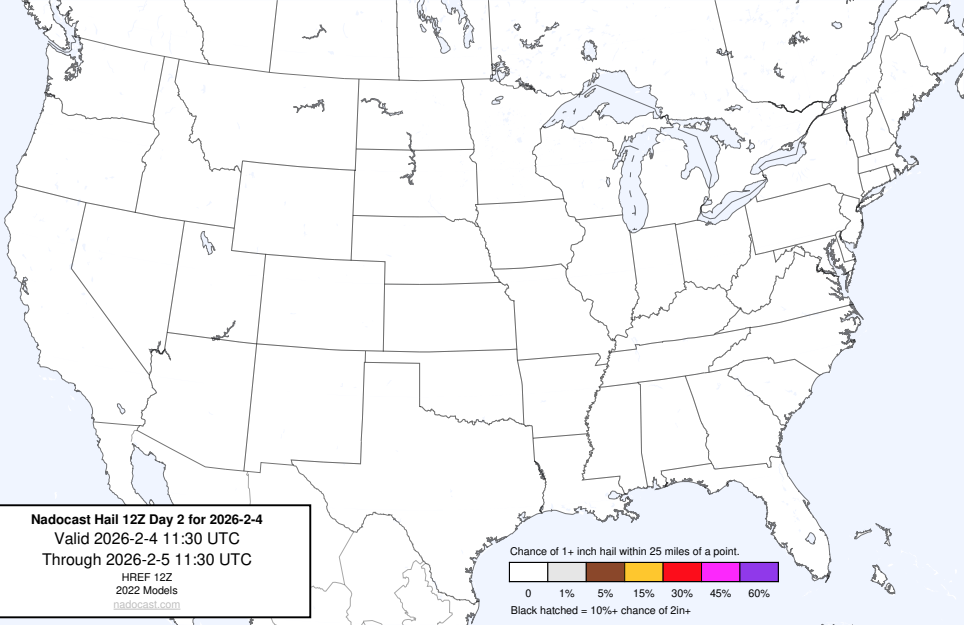 Nadocast Hail 12Z Day 2 for 2026-2-4
Valid 2026-2-4 11:30 UTC
Through 2026-2-5 11:30 UTC
HREF 12Z
2022 Models
nadocast.com
Chance of 1+ inch hail within 25 miles of a point.
0 1% 5% 15% 30% 45% 60%
Black hatched = 10%+ chance of 2in+